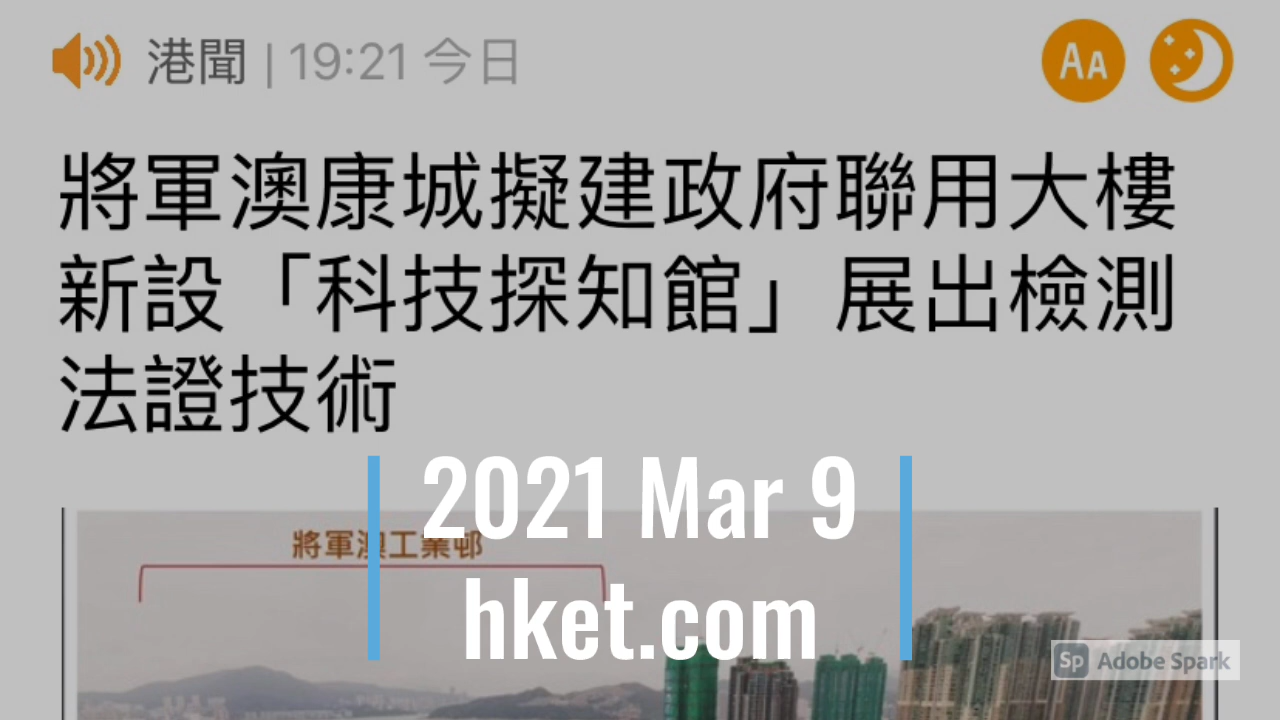 港聞 | 19:21 今日
AA
將軍澳康城擬建政府聯用大樓
新設「科技探知館」展出檢測
法證技術
2021 Mar 9
將軍澳工業邨
hket.com
Sp Adobe Spark